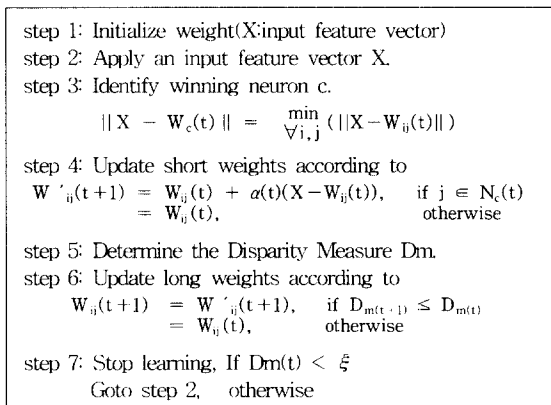 step 1: Initialize weight(X:input feature vector)
step 2: Apply an input feature vector X.
step 3: Identify winning neuron c.
||X - W_c(t)|| = min_{∀i,j} (||X-W_ij(t)||)
step 4: Update short weights according to
W´_ij(t+1) = W_ij(t) + α(t)(X-W_ij(t)), if j ∈ N_c(t)
= W_ij(t), otherwise
step 5: Determine the Disparity Measure Dm.
step 6: Update long weights according to
W_ij(t+1) = W´_ij(t+1), if D_m(t+1) ≤ D_m(t)
= W_ij(t), otherwise
step 7: Stop learning, If Dm(t) < ξ
Goto step 2, otherwise